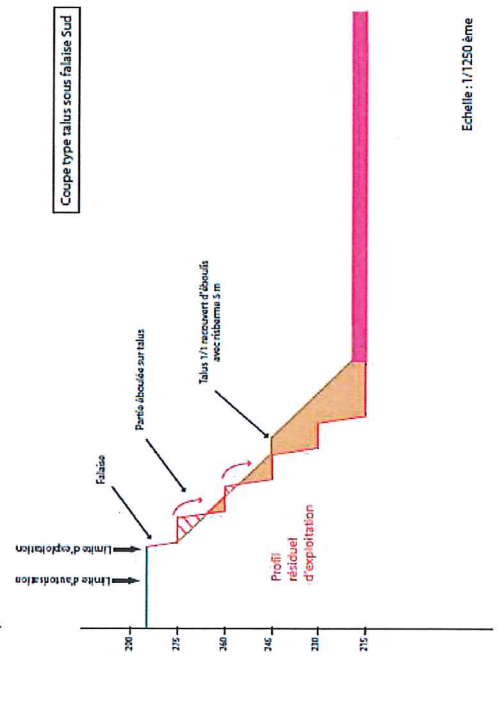 Coupe type talus sous falaise Sud
Limite d'autorisation
Limite d'exploitation
Falaise
Partie éboulée sur talus
Talus 1/1 recouvert d'éboulis
avec risberme 5 m
Profil
résiduel
d'exploitation
200
275
260
245
230
215
Echelle : 1/1250 ème